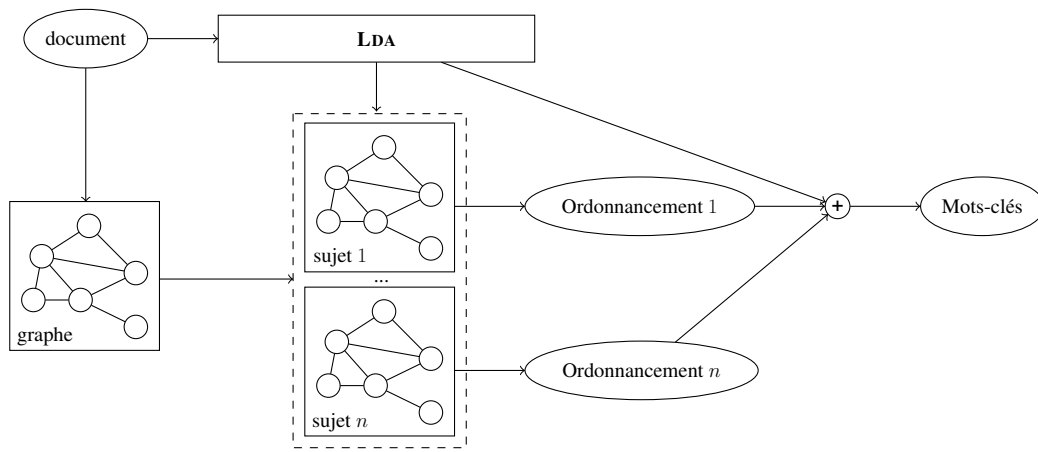 document
LDA
sujet 1
...
sujet n
graphe
Ordonnancement 1
Ordonnancement n
+
Mots-clés